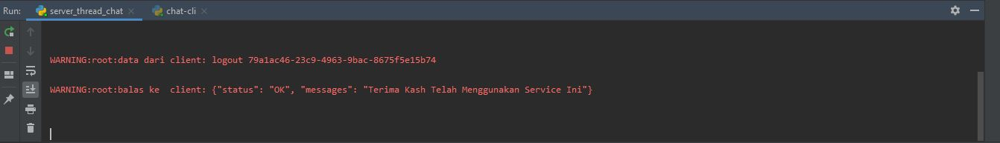 Run: server_thread_chat chat-cli
WARNING:root:data dari client: logout 79a1ac46-23c9-4963-9bac-8675f5e15b74
WARNING:root:balas ke  client: {"status": "OK", "messages": "Terima Kash Telah Menggunakan Service Ini"}